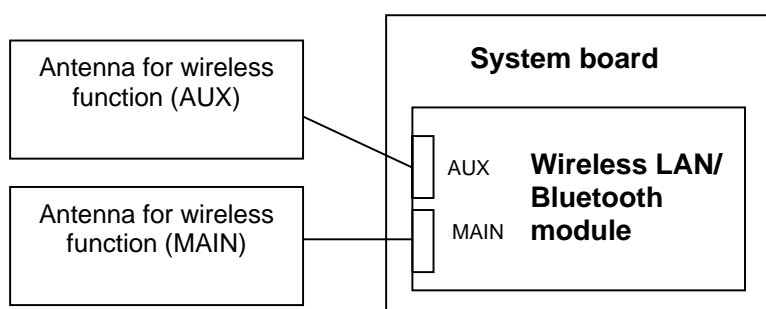 Antenna for wireless
function (AUX)
Antenna for wireless
function (MAIN)
System board
AUX
MAIN
Wireless LAN/
Bluetooth
module